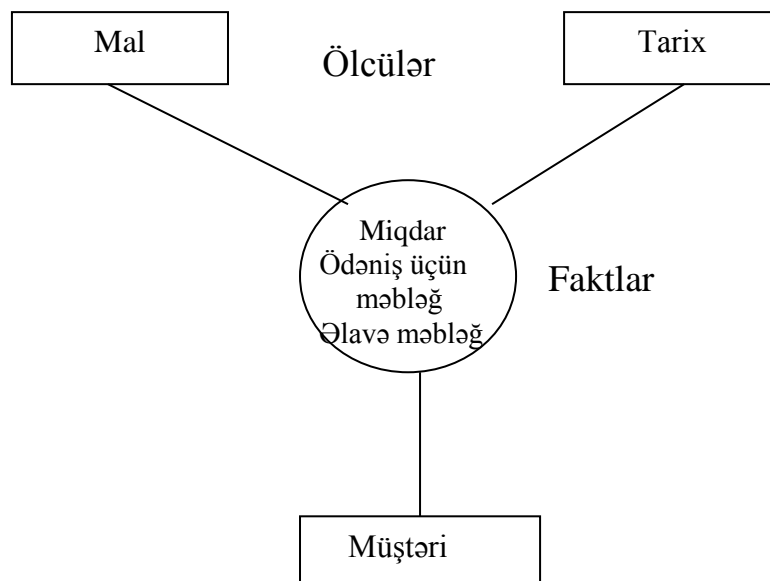 Mal
Ölcülər
Tarix
Miqdar
Ödəniş üçün
məbləğ
Əlavə məbləğ
Faktlar
Müştəri